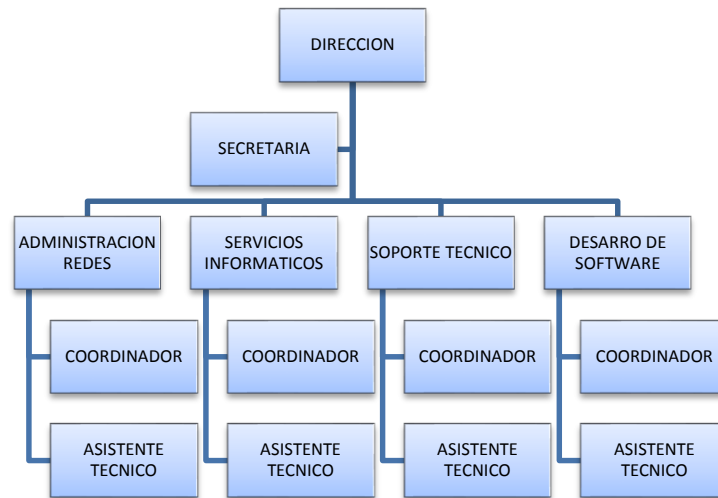 DIRECCION
SECRETARIA
ADMINISTRACION
REDES
SERVICIOS
INFORMATICOS
SOPORTE TECNICO
DESARRO DE
SOFTWARE
COORDINADOR
COORDINADOR
COORDINADOR
COORDINADOR
ASISTENTE
TECNICO
ASISTENTE
TECNICO
ASISTENTE
TECNICO
ASISTENTE
TECNICO